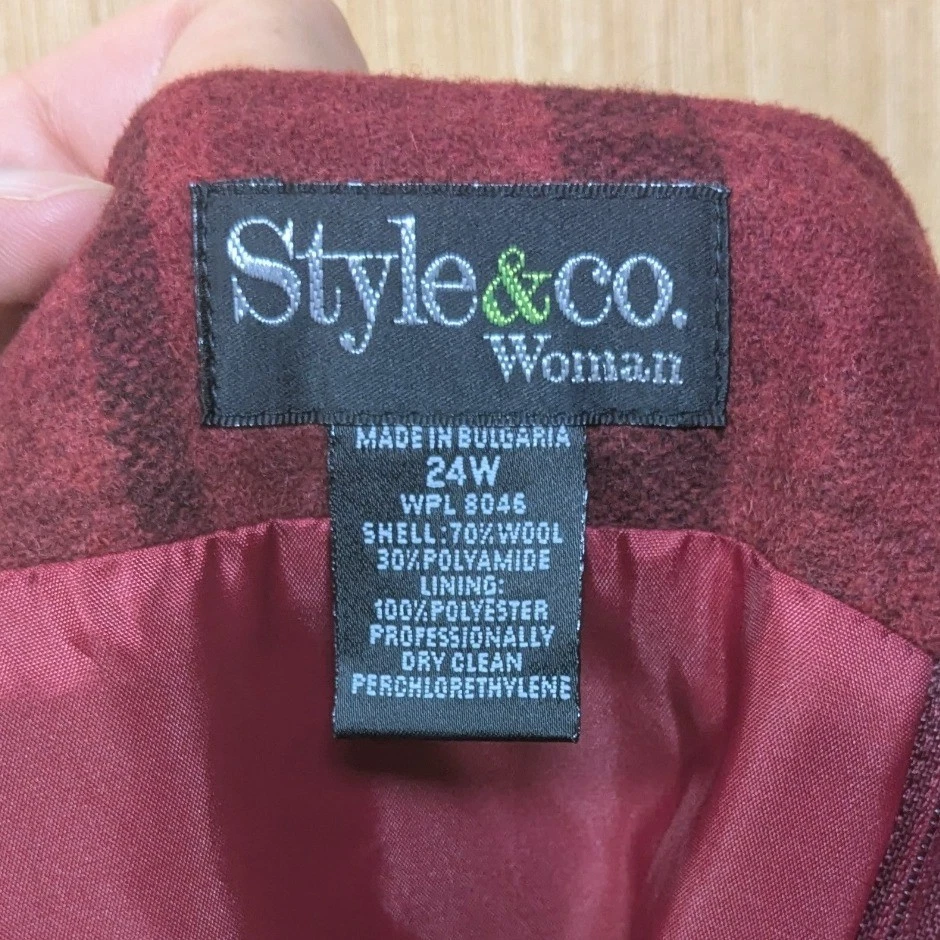 Style&co.
Woman
MADE IN BULGARIA
24W
WPL 8046
SHELL:70%WOOL
30%POLYAMIDE
LINING:
100%POLYESTER
PROFESSIONALLY
DRY CLEAN
PERCHLORETHYLENE